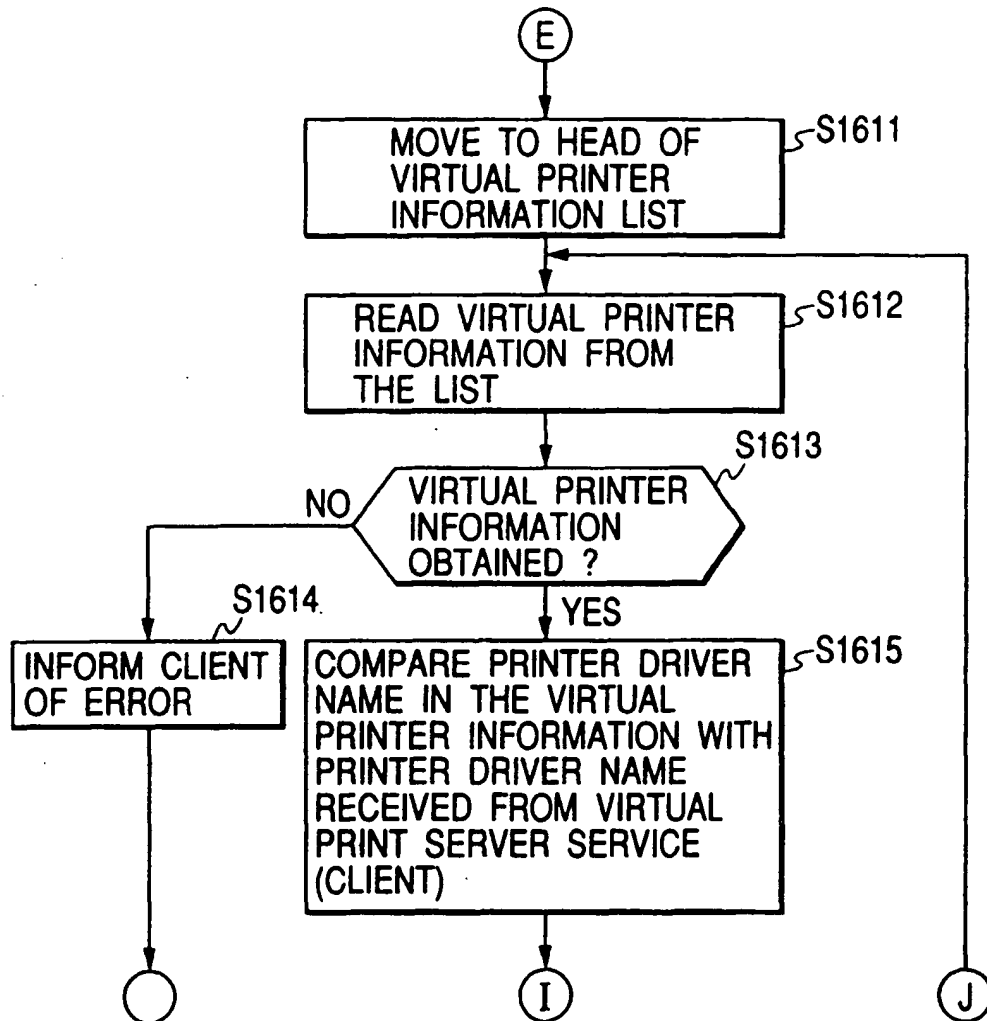 E
MOVE TO HEAD OF
VIRTUAL PRINTER
INFORMATION LIST
S1611
READ VIRTUAL PRINTER
INFORMATION FROM
THE LIST
S1612
S1613
VIRTUAL PRINTER
INFORMATION
OBTAINED ?
NO
YES
S1614
INFORM CLIENT
OF ERROR
S1615
COMPARE PRINTER DRIVER
NAME IN THE VIRTUAL
PRINTER INFORMATION WITH
PRINTER DRIVER NAME
RECEIVED FROM VIRTUAL
PRINT SERVER SERVICE
(CLIENT)
I
J